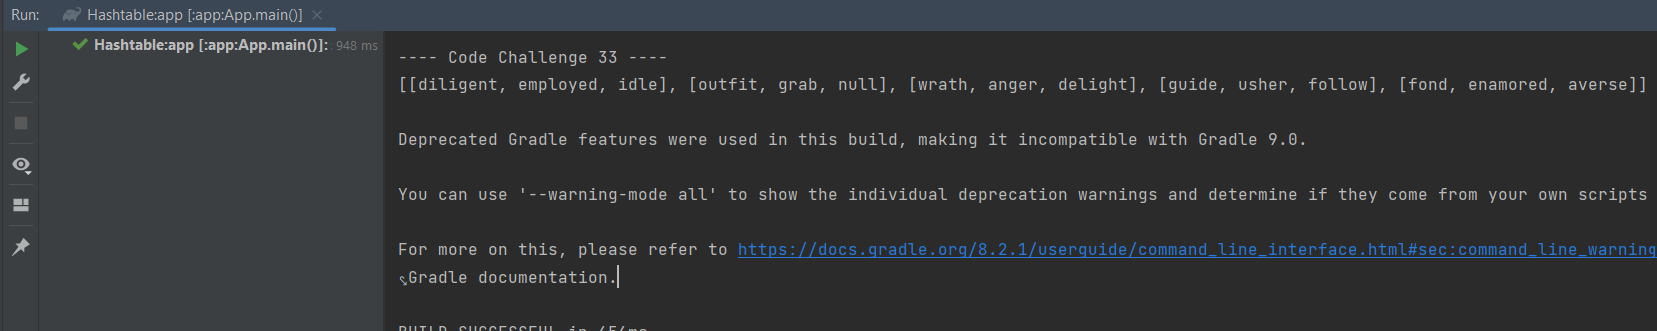 Run: Hashtable:app [:app:App.main()]
Hashtable:app [:app:App.main()]: 948 ms
---- Code Challenge 33 ----
[[diligent, employed, idle], [outfit, grab, null], [wrath, anger, delight], [guide, usher, follow], [fond, enamored, averse]]
Deprecated Gradle features were used in this build, making it incompatible with Gradle 9.0.
You can use '--warning-mode all' to show the individual deprecation warnings and determine if they come from your own scripts
For more on this, please refer to https://docs.gradle.org/8.2.1/userguide/command_line_interface.html#sec:command_line_warning
Gradle documentation.
BUILD SUCCESSFUL in